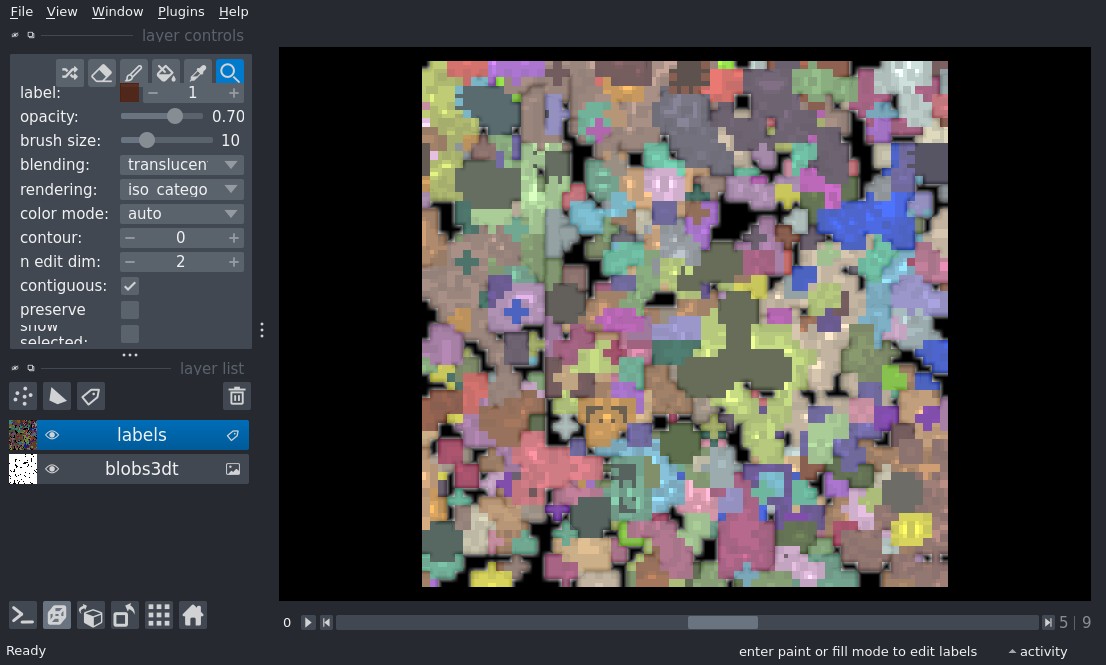 File View Window Plugins Help
layer controls
label: 1
opacity: 0.70
brush size: 10
blending: translucen
rendering: iso_catego
color mode: auto
contour: 0
n edit dim: 2
contiguous:
preserve
show
selected:
layer list
labels
blobs3dt
0 5 | 9
Ready enter paint or fill mode to edit labels activity